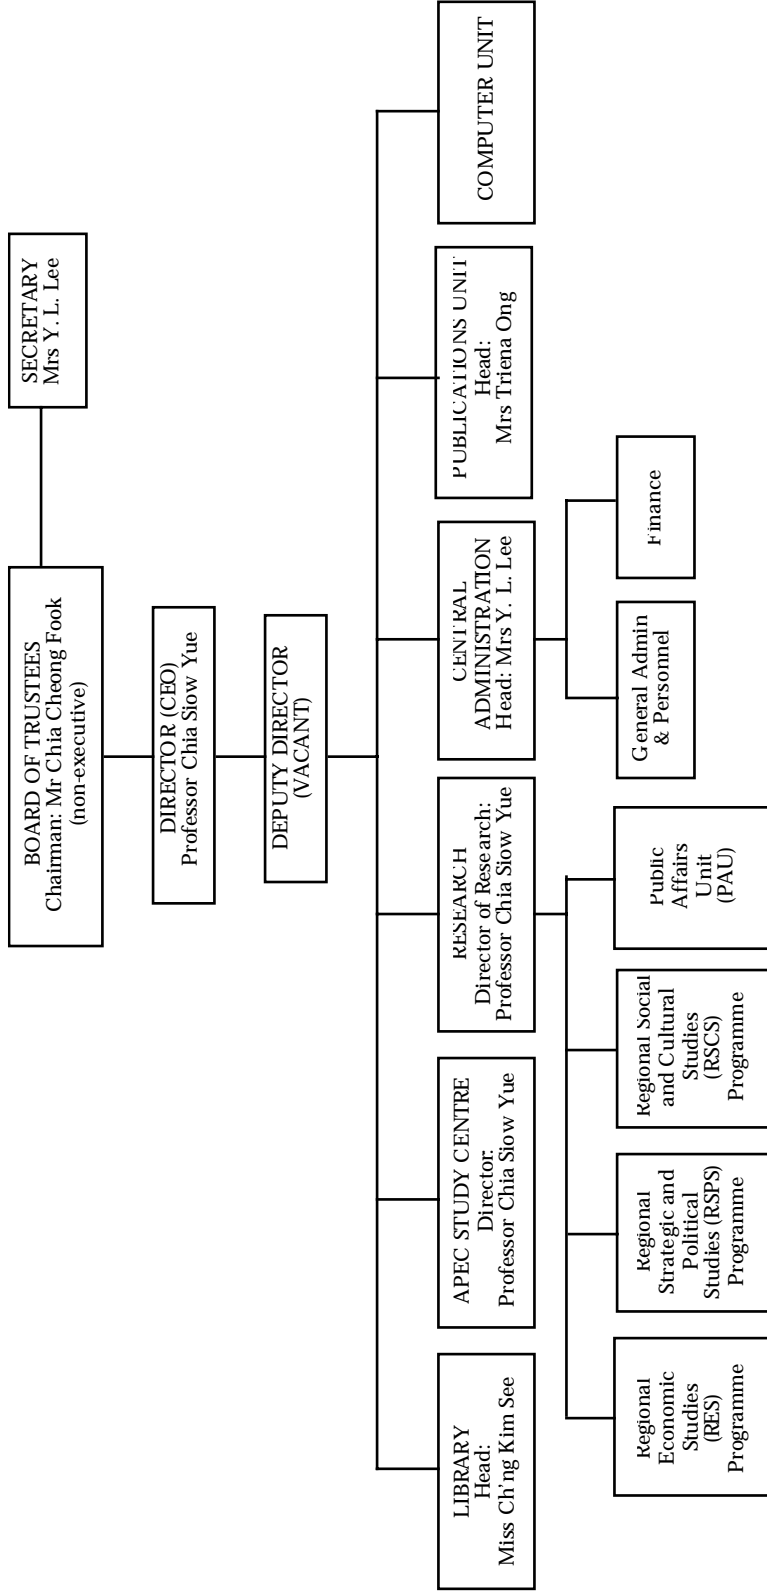 BOARD OF TRUSTEES
Chairman: Mr Chia Cheong Fook
(non-executive)
SECRETARY
Mrs Y. L. Lee
DIRECTOR (CEO)
Professor Chia Siow Yue
DEPUTY DIRECTOR
(VACANT)
LIBRARY
Head:
Miss Ch'ng Kim See
APEC STUDY CENTRE
Director:
Professor Chia Siow Yue
RESEARCH
Director of Research:
Professor Chia Siow Yue
CENTRAL
ADMINISTRATION
Head: Mrs Y. L. Lee
PUBLICATIONS UNIT
Head:
Mrs Triena Ong
COMPUTER UNIT
Regional
Economic
Studies
(RES)
Programme
Regional
Strategic and
Political
Studies (RSPS)
Programme
Regional Social
and Cultural
Studies
(RSCS)
Programme
Public
Affairs
Unit
(PAU)
General Admin
& Personnel
Finance